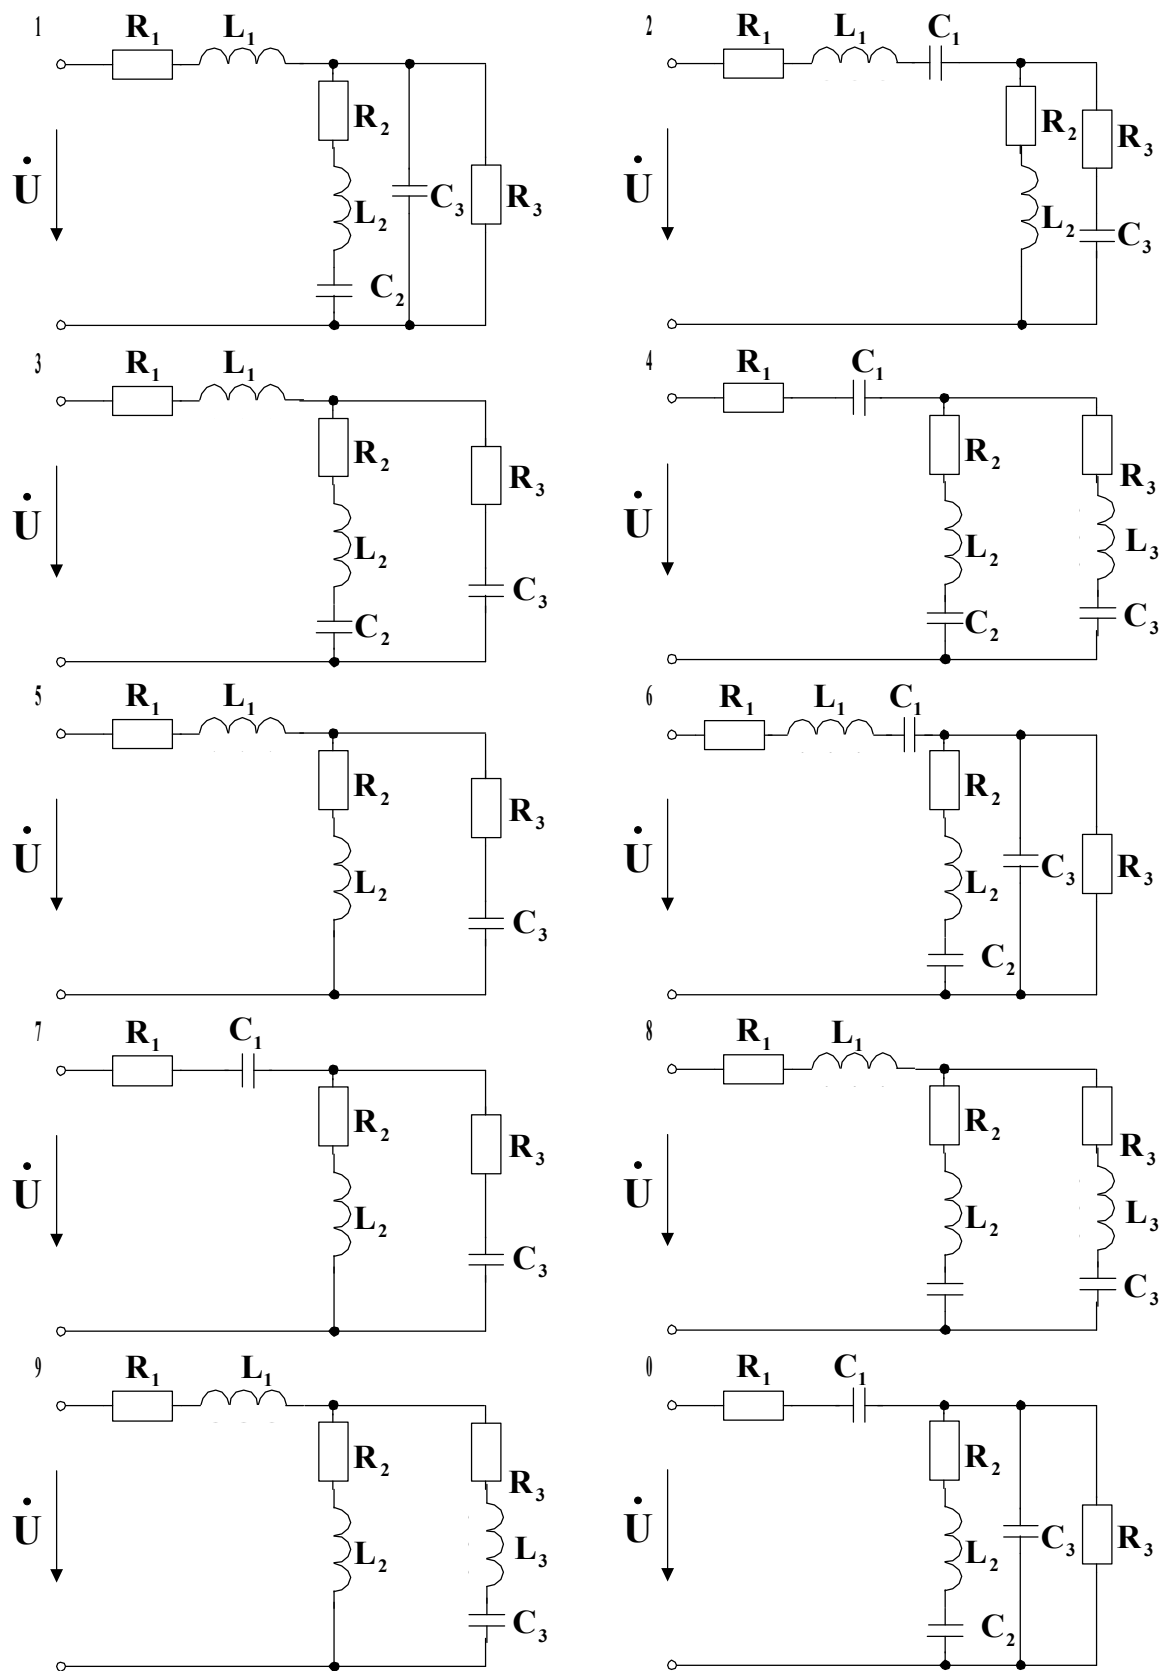 1 R₁ L₁
R₂
U̇ C₃ R₃
L₂
C₂
2 R₁ L₁ C₁
R₂ R₃
U̇
L₂ C₃
3 R₁ L₁
R₂
R₃
U̇
L₂
C₃
C₂
4 R₁ C₁
R₂
R₃
U̇
L₂ L₃
C₂ C₃
5 R₁ L₁
R₂
R₃
U̇
L₂
C₃
6 R₁ L₁ C₁
R₂
U̇
L₂ C₃ R₃
C₂
7 R₁ C₁
R₂
R₃
U̇
L₂
C₃
8 R₁ L₁
R₂
R₃
U̇
L₂ L₃
C₃
9 R₁ L₁
R₂
R₃
U̇
L₂ L₃
C₃
0 R₁ C₁
R₂
U̇
L₂ C₃ R₃
C₂